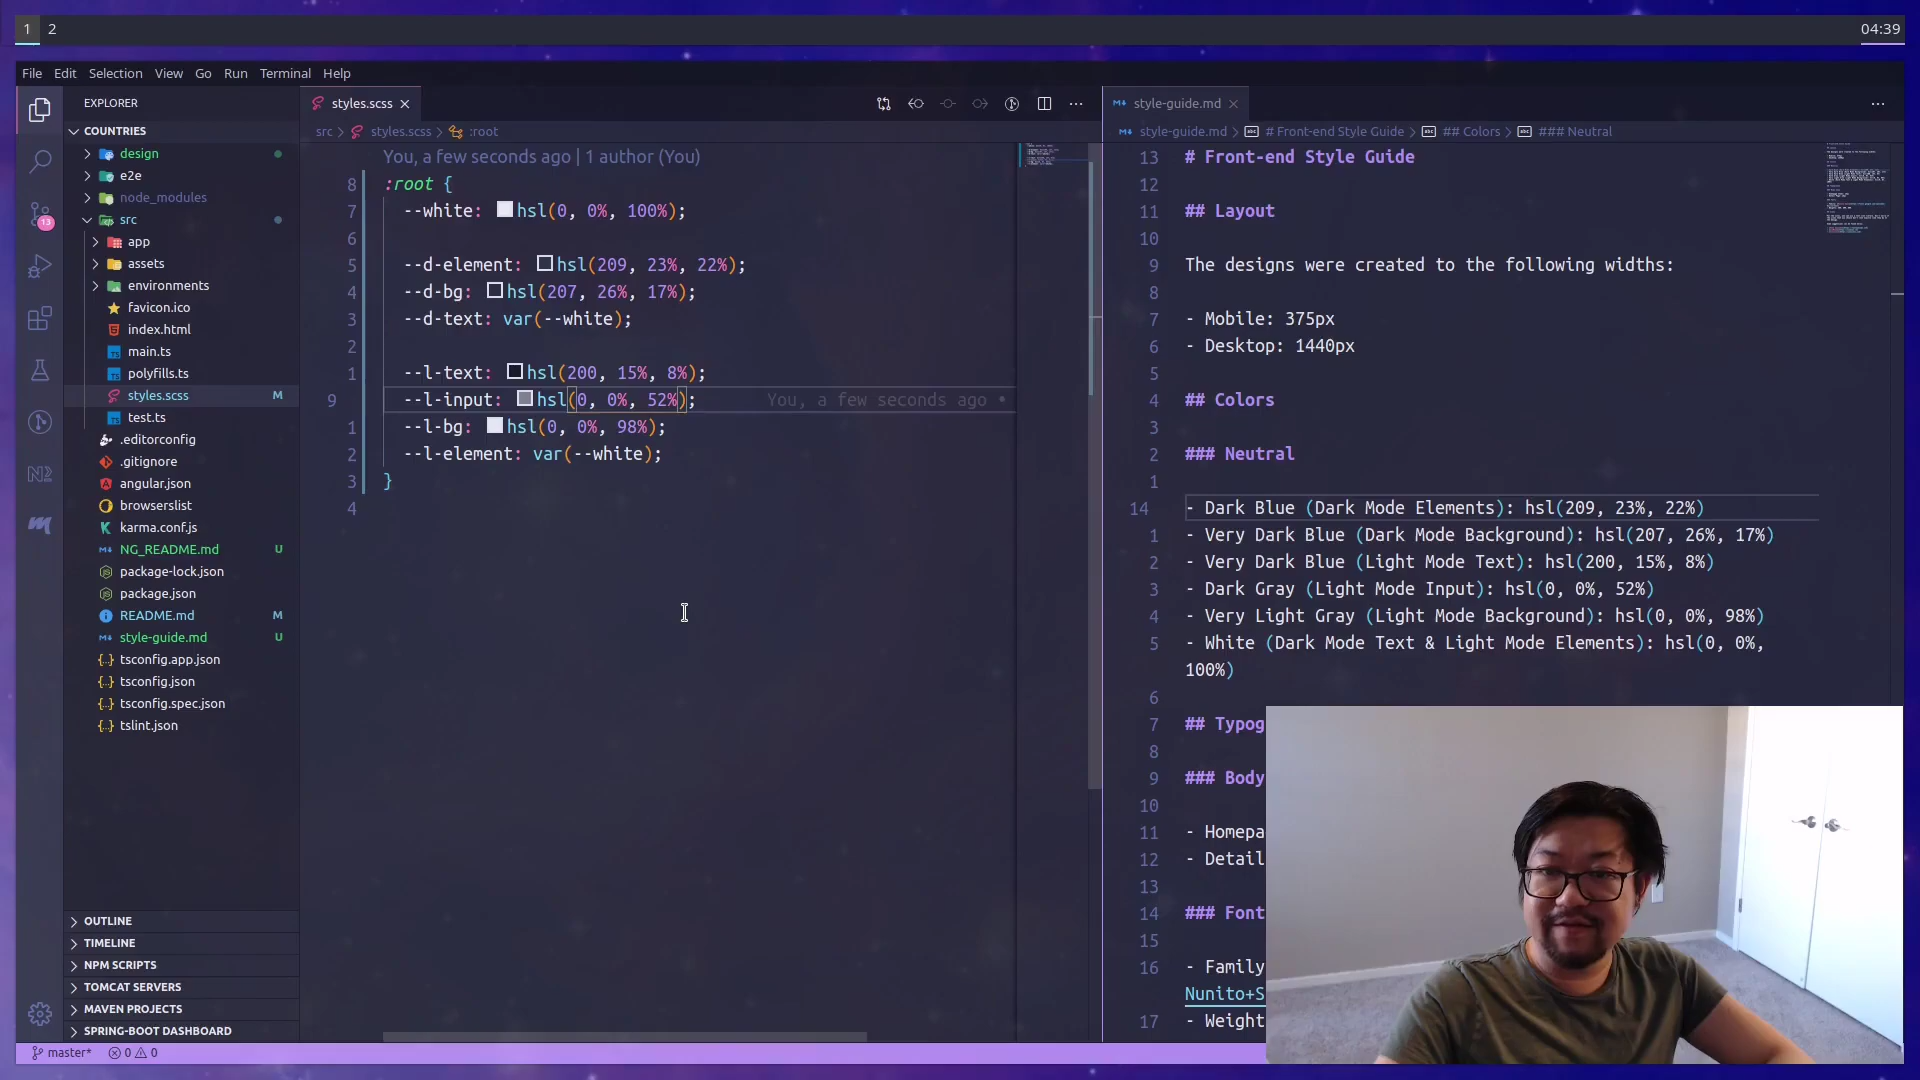 1 2
04:39
File Edit Selection View Go Run Terminal Help
EXPLORER
COUNTRIES
design
e2e
node_modules
src
app
assets
environments
favicon.ico
index.html
main.ts
polyfills.ts
styles.scss M
test.ts
.editorconfig
.gitignore
angular.json
browserslist
karma.conf.js
NG_README.md U
package-lock.json
package.json
README.md M
style-guide.md U
tsconfig.app.json
tsconfig.json
tsconfig.spec.json
tslint.json
OUTLINE
TIMELINE
NPM SCRIPTS
TOMCAT SERVERS
MAVEN PROJECTS
SPRING-BOOT DASHBOARD
13
master* 0 0
styles.scss
src > styles.scss > :root
You, a few seconds ago | 1 author (You)
8 :root {
7 --white: hsl(0, 0%, 100%);
6
5 --d-element: hsl(209, 23%, 22%);
4 --d-bg: hsl(207, 26%, 17%);
3 --d-text: var(--white);
2
1 --l-text: hsl(200, 15%, 8%);
9 --l-input: hsl(0, 0%, 52%); You, a few seconds ago •
1 --l-bg: hsl(0, 0%, 98%);
2 --l-element: var(--white);
3 }
4
style-guide.md
style-guide.md > # Front-end Style Guide > ## Colors > ### Neutral
13 # Front-end Style Guide
12
11 ## Layout
10
9 The designs were created to the following widths:
8
7 - Mobile: 375px
6 - Desktop: 1440px
5
4 ## Colors
3
2 ### Neutral
1
14 - Dark Blue (Dark Mode Elements): hsl(209, 23%, 22%)
1 - Very Dark Blue (Dark Mode Background): hsl(207, 26%, 17%)
2 - Very Dark Blue (Light Mode Text): hsl(200, 15%, 8%)
3 - Dark Gray (Light Mode Input): hsl(0, 0%, 52%)
4 - Very Light Gray (Light Mode Background): hsl(0, 0%, 98%)
5 - White (Dark Mode Text & Light Mode Elements): hsl(0, 0%,
100%)
6
7 ## Typog
8
9 ### Body
10
11 - Homepa
12 - Detail
13
14 ### Font
15
16 - Family
Nunito+S
17 - Weight